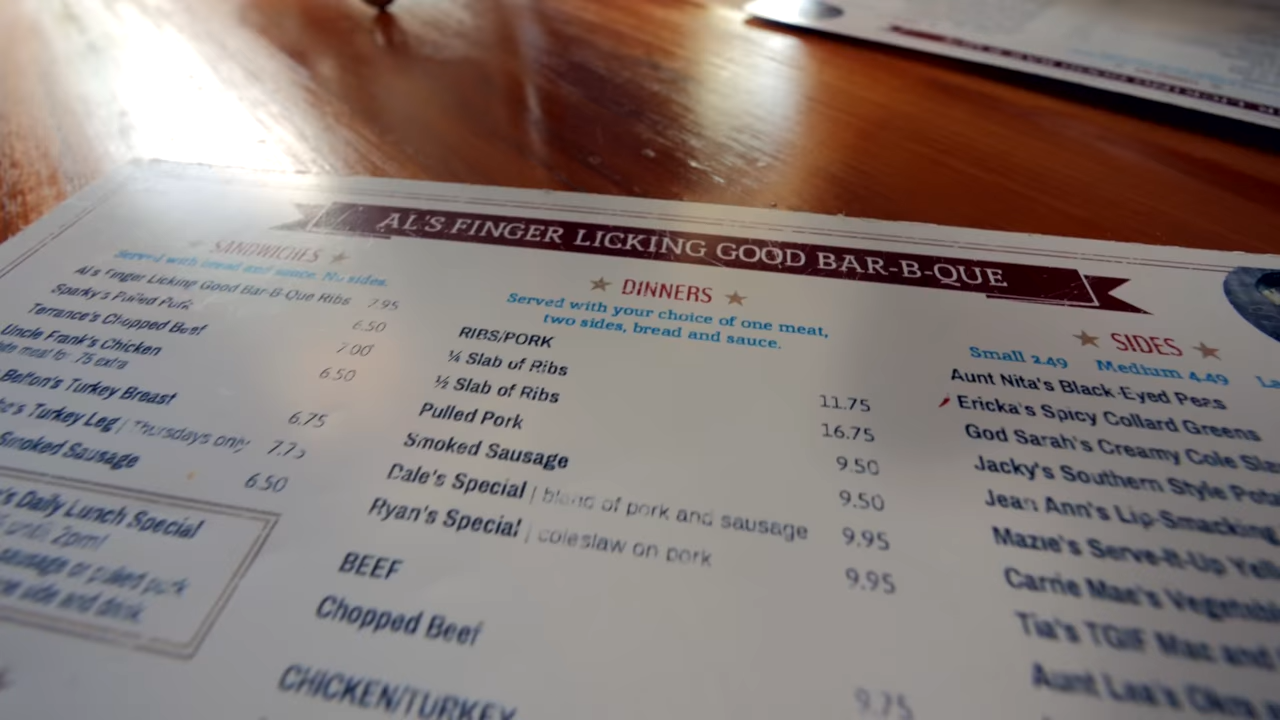 AL'S FINGER LICKING GOOD BAR-B-QUE
SANDWICHES
Served with bread and sauce. No sides.
Al's Finger Licking Good Bar-B-Que Ribs 7.95
Sparky's Pulled Pork 6.50
Terrance's Chopped Beef 7.00
Uncle Frank's Chicken 6.50
meat for .75 extra
Belton's Turkey Breast 6.75
Turkey Leg | Thursdays only
Smoked Sausage 6.50
Daily Lunch Special
until 2pm!
sausage or pulled pork
side and drink
DINNERS
Served with your choice of one meat,
two sides, bread and sauce.
RIBS/PORK
¼ Slab of Ribs 11.75
½ Slab of Ribs 16.75
Pulled Pork 9.50
Smoked Sausage 9.50
Dale's Special | blend of pork and sausage 9.95
Ryan's Special | coleslaw on pork 9.95
BEEF
Chopped Beef 9.75
CHICKEN/TURKEY
SIDES
Small 2.49 Medium 4.49
Aunt Nita's Black-Eyed Peas
Ericka's Spicy Collard Greens
God Sarah's Creamy Cole
Jacky's Southern Style
Jean Ann's Lip-Smacking
Mazie's Serve-It-Up
Carrie Mae's
Tia's TGIF Mac and
Aunt Lea's Okra